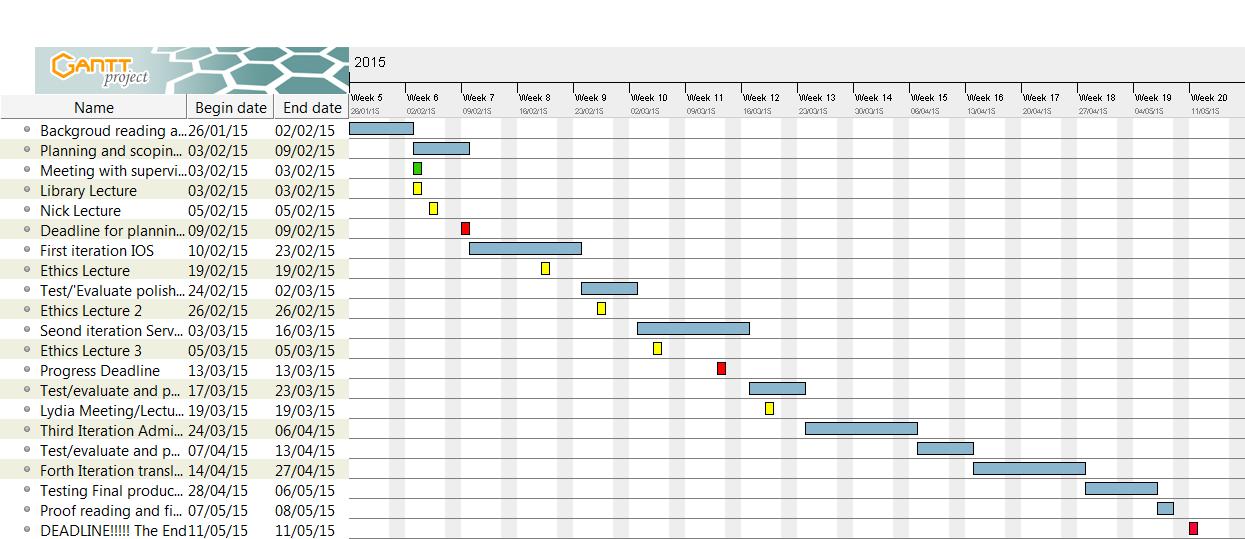 GANTT
project
2015
Week 5 Week 6 Week 7 Week 8 Week 9 Week 10 Week 11 Week 12 Week 13 Week 14 Week 15 Week 16 Week 17 Week 18 Week 19 Week 20
26/01/15 02/02/15 09/02/15 16/02/15 23/02/15 02/03/15 09/03/15 16/03/15 23/03/15 30/03/15 06/04/15 13/04/15 20/04/15 27/04/15 04/05/15 11/05/15
Name Begin date End date
Backgroud reading a... 26/01/15 02/02/15
Planning and scopin... 03/02/15 09/02/15
Meeting with supervi... 03/02/15 03/02/15
Library Lecture 03/02/15 03/02/15
Nick Lecture 05/02/15 05/02/15
Deadline for plannin... 09/02/15 09/02/15
First iteration IOS 10/02/15 23/02/15
Ethics Lecture 19/02/15 19/02/15
Test/'Evaluate polish... 24/02/15 02/03/15
Ethics Lecture 2 26/02/15 26/02/15
Seond iteration Serv... 03/03/15 16/03/15
Ethics Lecture 3 05/03/15 05/03/15
Progress Deadline 13/03/15 13/03/15
Test/evaluate and p... 17/03/15 23/03/15
Lydia Meeting/Lectu... 19/03/15 19/03/15
Third Iteration Admi... 24/03/15 06/04/15
Test/evaluate and p... 07/04/15 13/04/15
Forth Iteration transl... 14/04/15 27/04/15
Testing Final produc... 28/04/15 06/05/15
Proof reading and fi... 07/05/15 08/05/15
DEADLINE!!!!! The End 11/05/15 11/05/15